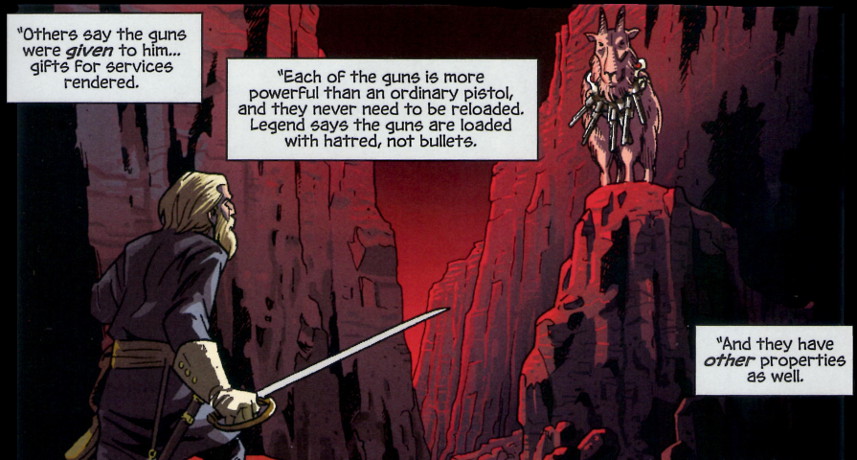 "Others say the guns
were given to him...
gifts for services
rendered.
"Each of the guns is more
powerful than an ordinary pistol,
and they never need to be reloaded.
Legend says the guns are loaded
with hatred, not bullets.
"And they have
other properties
as well.